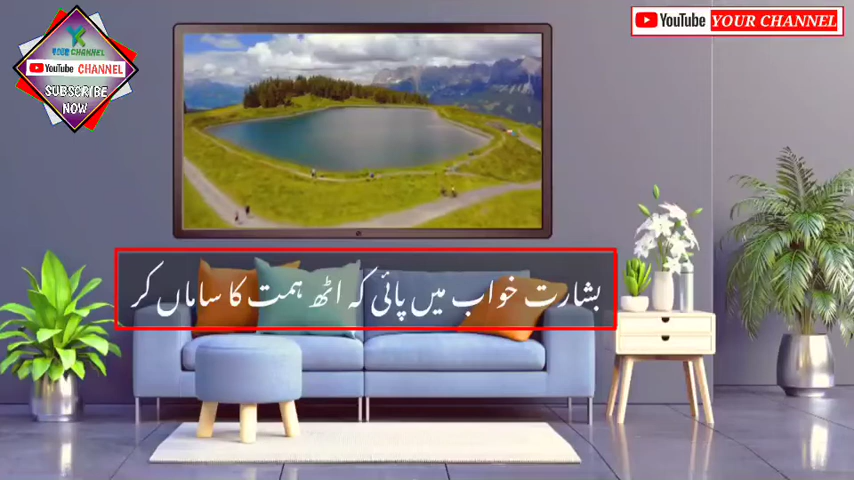 YOUR CHANNEL
YouTube CHANNEL
SUBSCRIBE
NOW
YouTube YOUR CHANNEL
بشارت خواب میں پائی کہ اٹھ ہمت کا ساماں کر